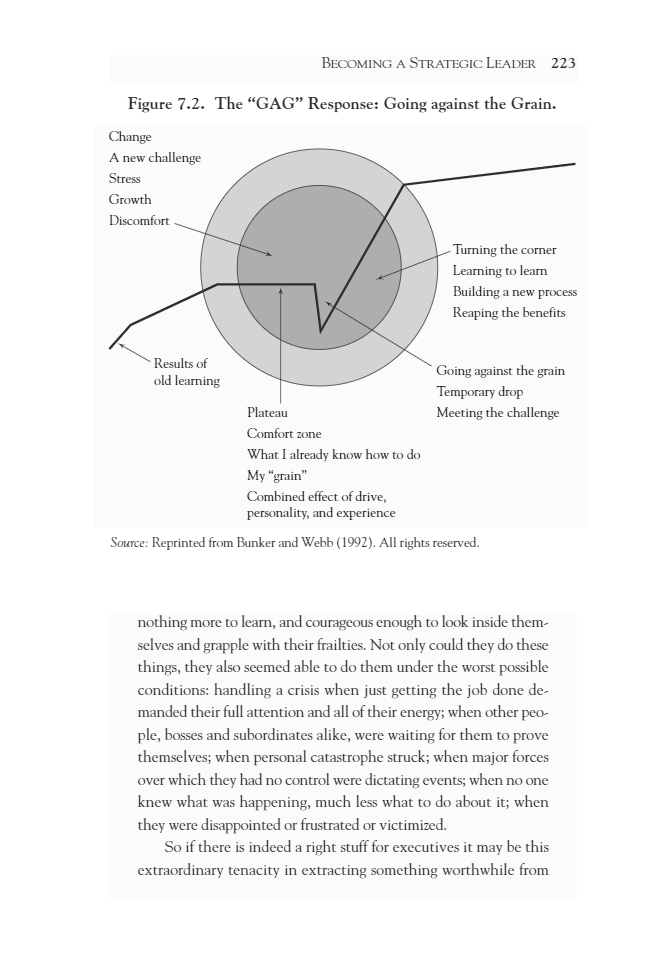 BECOMING A STRATEGIC LEADER 223
Figure 7.2. The “GAG” Response: Going against the Grain.
Change
A new challenge
Stress
Growth
Discomfort
Turning the corner
Learning to learn
Building a new process
Reaping the benefits
Results of
old learning
Going against the grain
Temporary drop
Meeting the challenge
Plateau
Comfort zone
What I already know how to do
My “grain”
Combined effect of drive,
personality, and experience
Source: Reprinted from Bunker and Webb (1992). All rights reserved.
nothing more to learn, and courageous enough to look inside them-
selves and grapple with their frailties. Not only could they do these
things, they also seemed able to do them under the worst possible
conditions: handling a crisis when just getting the job done de-
manded their full attention and all of their energy; when other peo-
ple, bosses and subordinates alike, were waiting for them to prove
themselves; when personal catastrophe struck; when major forces
over which they had no control were dictating events; when no one
knew what was happening, much less what to do about it; when
they were disappointed or frustrated or victimized.
So if there is indeed a right stuff for executives it may be this
extraordinary tenacity in extracting something worthwhile from